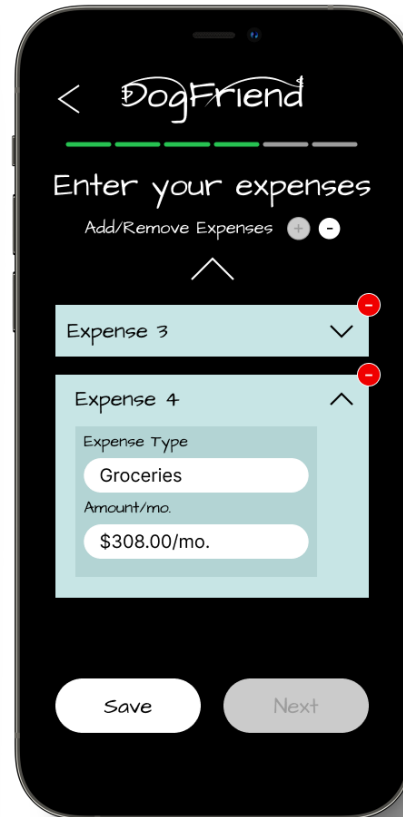 DogFriend
Enter your expenses
Add/Remove Expenses + -
-
Expense 3
-
Expense 4
Expense Type
Groceries
Amount/mo.
$308.00/mo.
Save Next